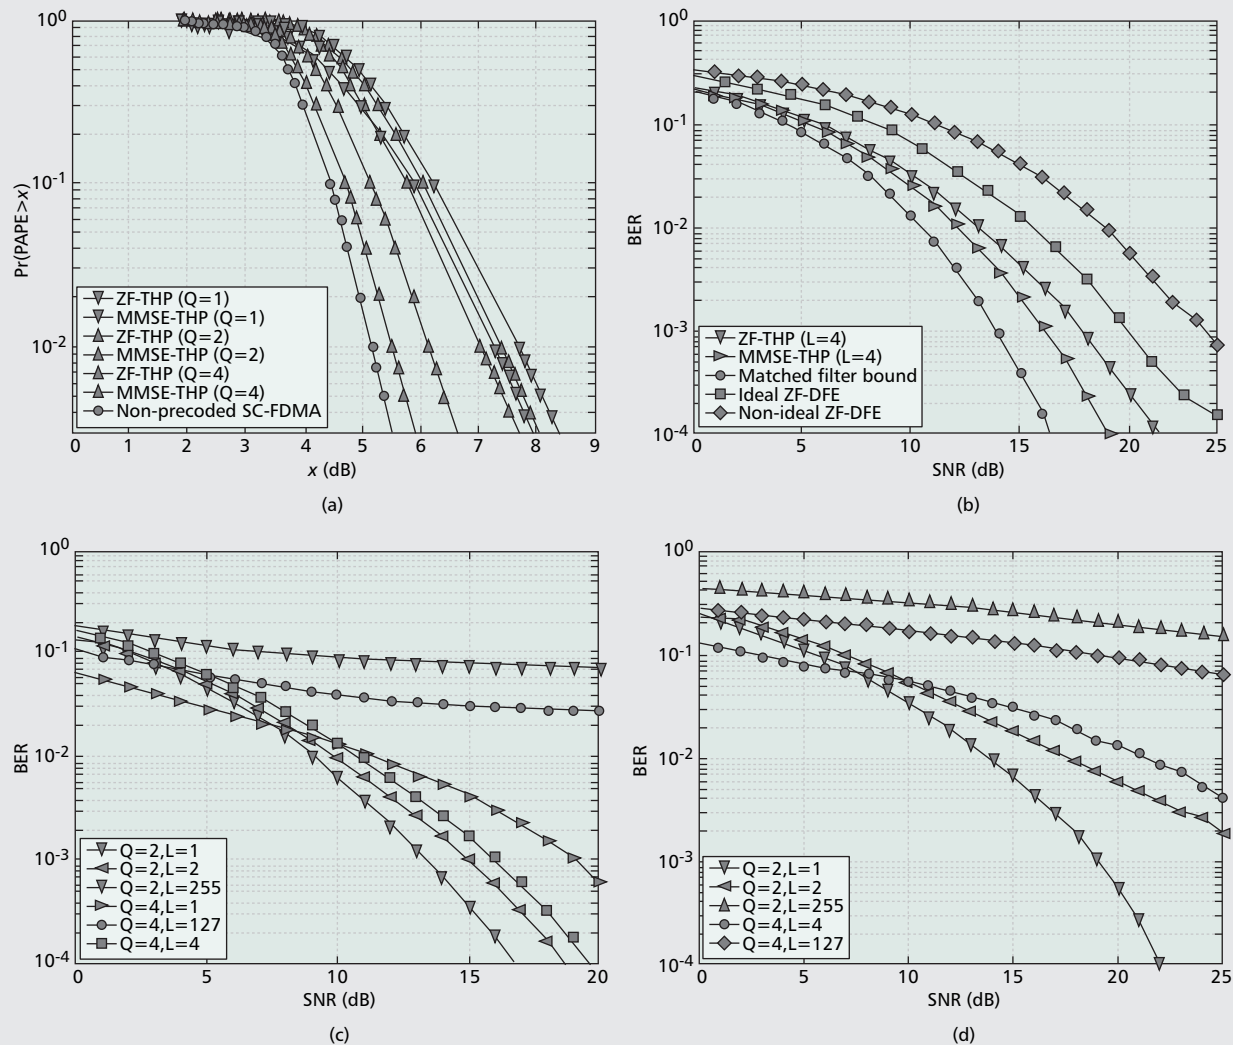 10^0
10^-1
10^-2
Pr(PAPE>x)
ZF-THP (Q=1)
MMSE-THP (Q=1)
ZF-THP (Q=2)
MMSE-THP (Q=2)
ZF-THP (Q=4)
MMSE-THP (Q=4)
Non-precoded SC-FDMA
0 1 2 3 4 5 6 7 8 9
x (dB)
(a)
10^0
10^-1
10^-2
10^-3
10^-4
BER
ZF-THP (L=4)
MMSE-THP (L=4)
Matched filter bound
Ideal ZF-DFE
Non-ideal ZF-DFE
0 5 10 15 20 25
SNR (dB)
(b)
10^0
10^-1
10^-2
10^-3
10^-4
BER
Q=2,L=1
Q=2,L=2
Q=2,L=255
Q=4,L=1
Q=4,L=127
Q=4,L=4
0 5 10 15 20
SNR (dB)
(c)
10^0
10^-1
10^-2
10^-3
10^-4
BER
Q=2,L=1
Q=2,L=2
Q=2,L=255
Q=4,L=4
Q=4,L=127
0 5 10 15 20 25
SNR (dB)
(d)